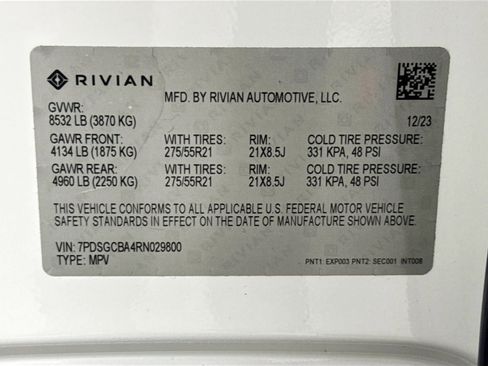 RIVIAN
MFD. BY RIVIAN AUTOMOTIVE, LLC.
GVWR:
8532 LB (3870 KG) 12/23
GAWR FRONT: WITH TIRES: RIM: COLD TIRE PRESSURE:
4134 LB (1875 KG) 275/55R21 21X8.5J 331 KPA, 48 PSI
GAWR REAR: WITH TIRES: RIM: COLD TIRE PRESSURE:
4960 LB (2250 KG) 275/55R21 21X8.5J 331 KPA, 48 PSI
THIS VEHICLE CONFORMS TO ALL APPLICABLE U.S. FEDERAL MOTOR VEHICLE
SAFETY STANDARDS IN EFFECT ON THE DATE OF MANUFACTURE SHOWN ABOVE.
VIN: 7PDSGCBA4RN029800
TYPE: MPV PNT1: EXP003 PNT2: SEC001 INT008